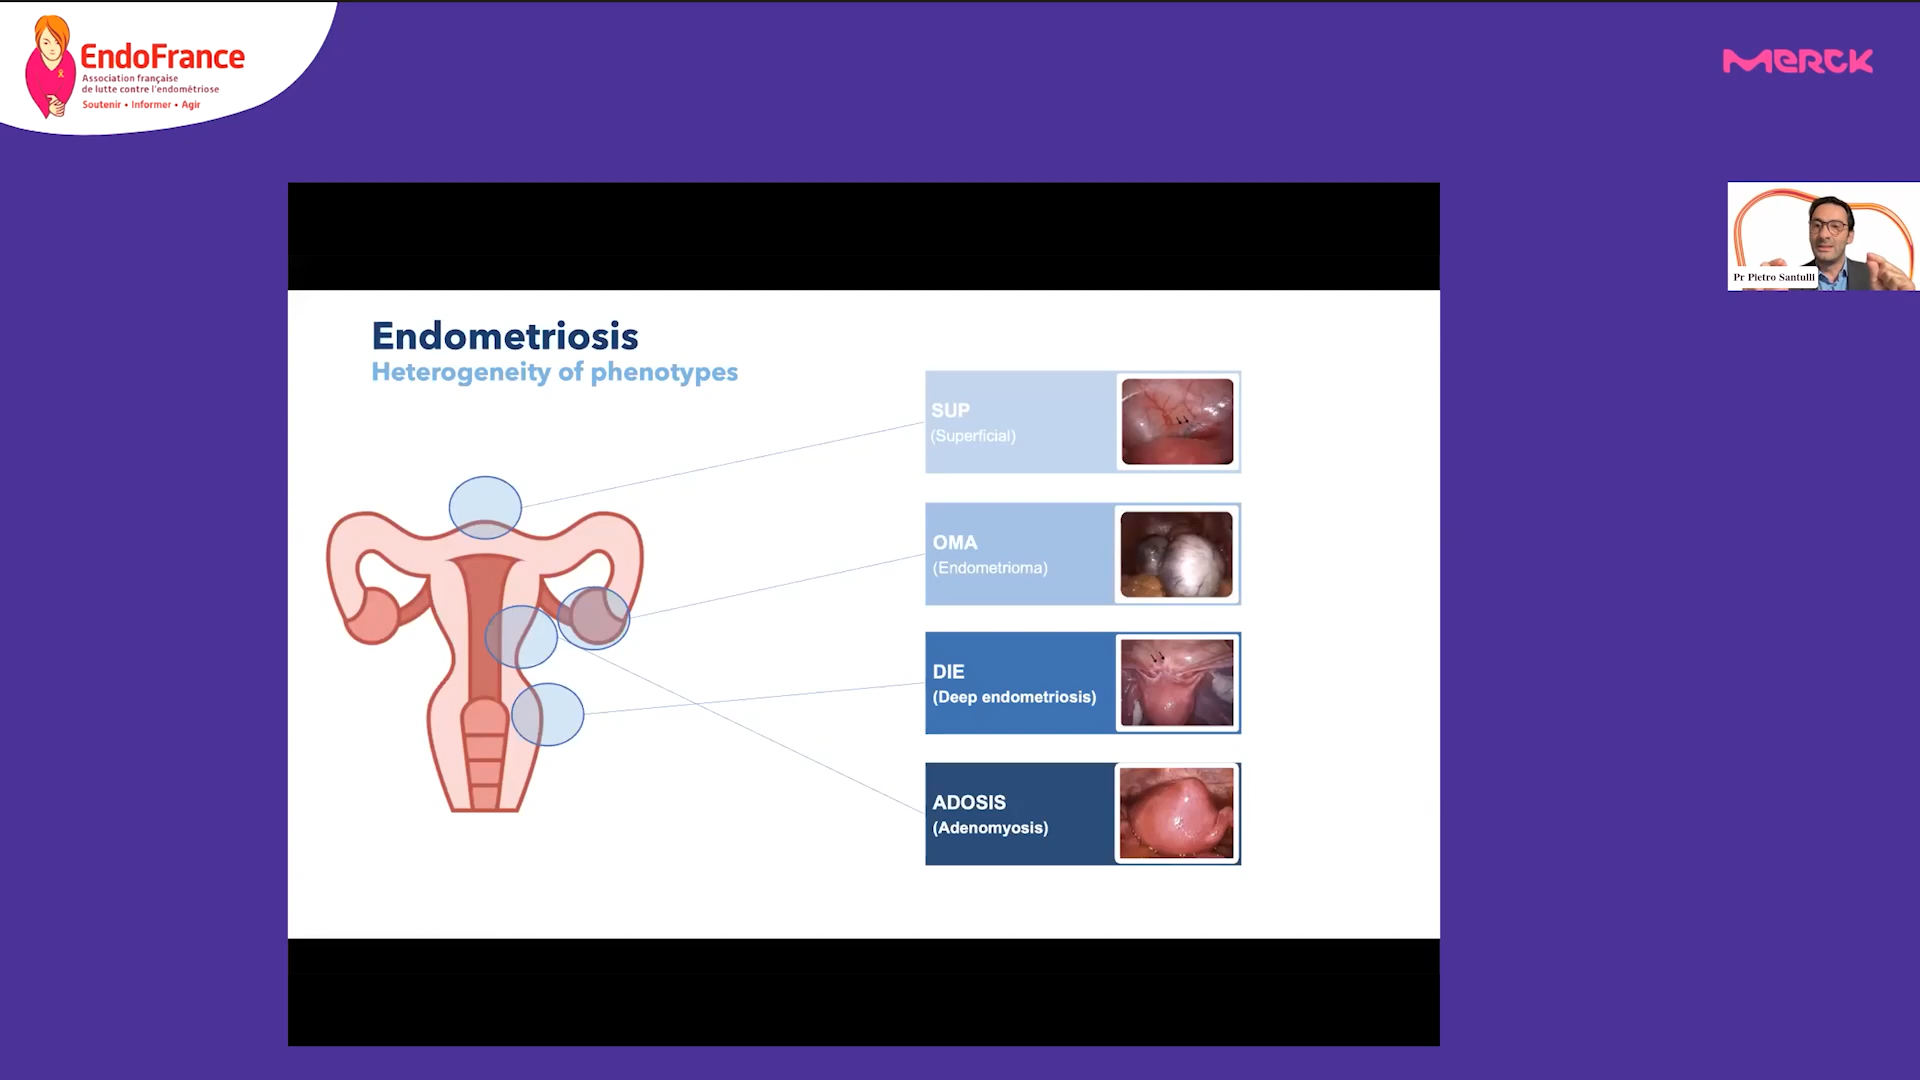 EndoFrance
Association française
de lutte contre l'endométriose
Soutenir • Informer • Agir
MERCK
Pr Pietro Santulli
Endometriosis
Heterogeneity of phenotypes
SUP
(Superficial)
OMA
(Endometrioma)
DIE
(Deep endometriosis)
ADOSIS
(Adenomyosis)